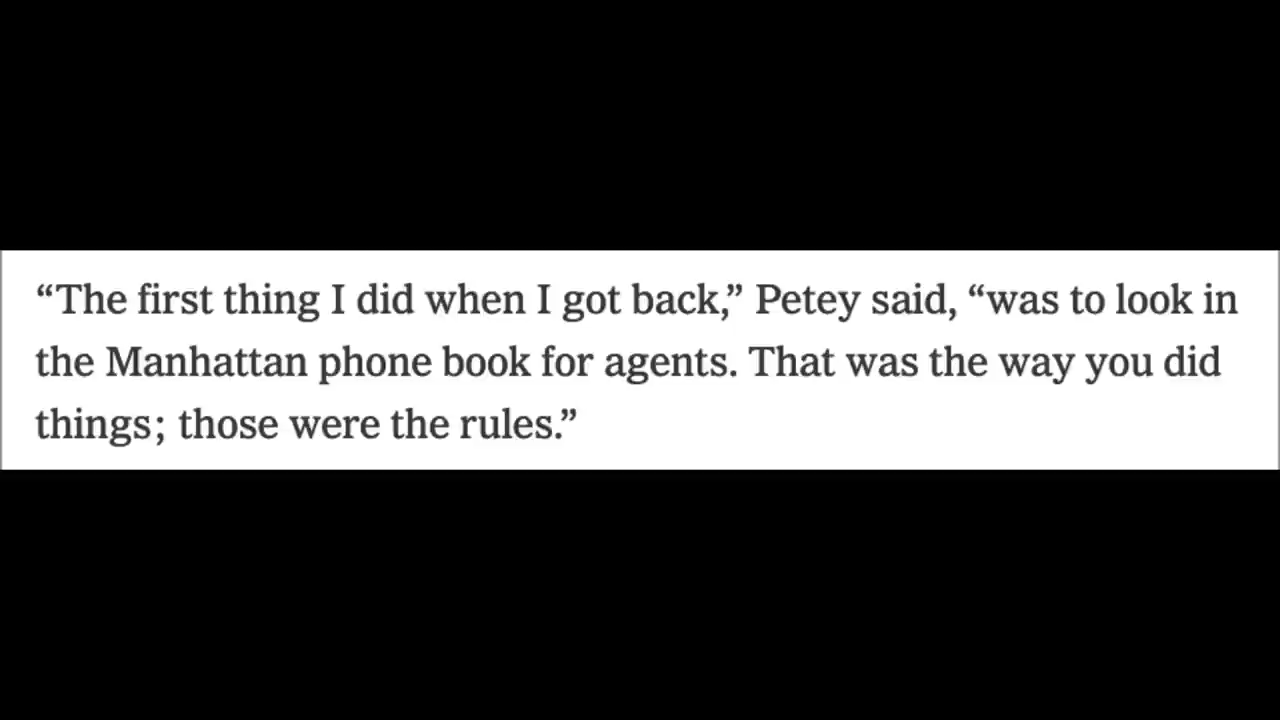 “The first thing I did when I got back,” Petey said, “was to look in
the Manhattan phone book for agents. That was the way you did
things; those were the rules.”